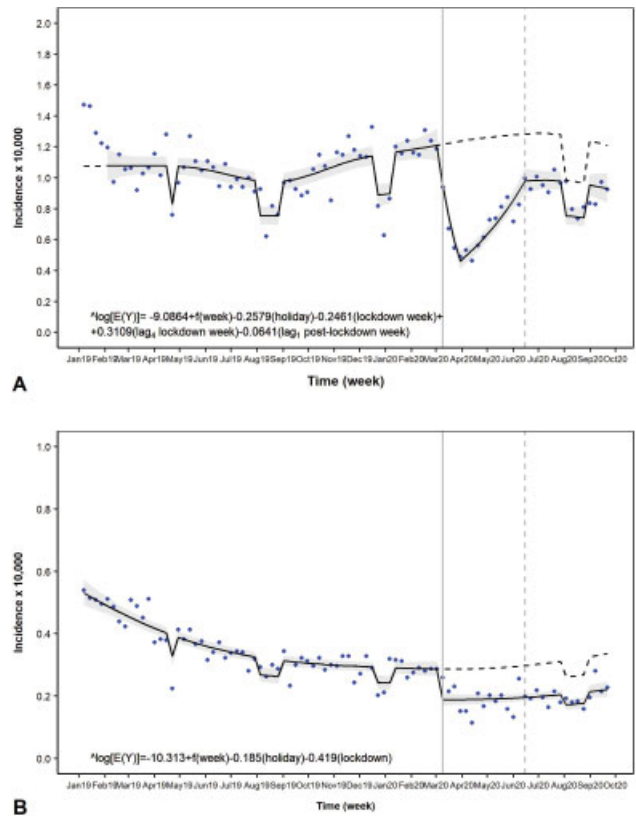 2.0
1.8
1.6
1.4
1.2
1.0
0.8
0.6
0.4
0.2
0.0
Incidence x 10,000
^log[E(Y)]= -9.0864+f(week)-0.2579(holiday)-0.2461(lockdown week)+
+0.3109(lag4 lockdown week)-0.0641(lag1 post-lockdown week)
Jan19 Feb19 Mar19 Apr19 May19 Jun19 Jul19 Aug19 Sep19 Oct19 Nov19 Dec19 Jan20 Feb20 Mar20 Apr20 May20 Jun20 Jul20 Aug20 Sep20 Oct20
Time (week)
A
1.0
0.8
0.6
0.4
0.2
0.0
Incidence x 10,000
^log[E(Y)]=-10.313+f(week)-0.185(holiday)-0.419(lockdown)
Jan19 Feb19 Mar19 Apr19 May19 Jun19 Jul19 Aug19 Sep19 Oct19 Nov19 Dec19 Jan20 Feb20 Mar20 Apr20 May20 Jun20 Jul20 Aug20 Sep20 Oct20
Time (week)
B